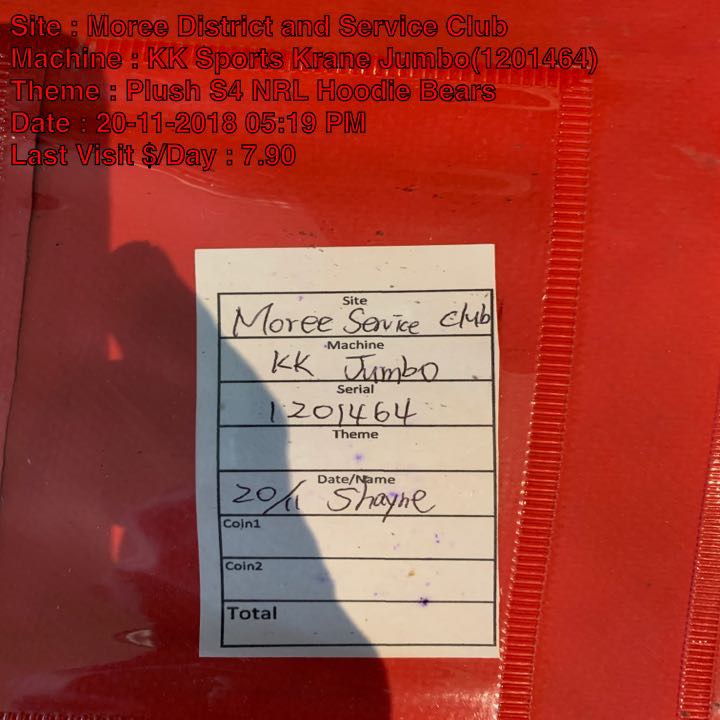 Site : Moree District and Service Club
Machine : KK Sports Krane Jumbo(1201464)
Theme : Plush S4 NRL Hoodie Bears
Date : 20-11-2018 05:19 PM
Last Visit $/Day : 7.90
Site
Moree Service Club
Machine
KK Jumbo
Serial
1201464
Theme
Date/Name
20/11 Shayne
Coin1
Coin2
Total